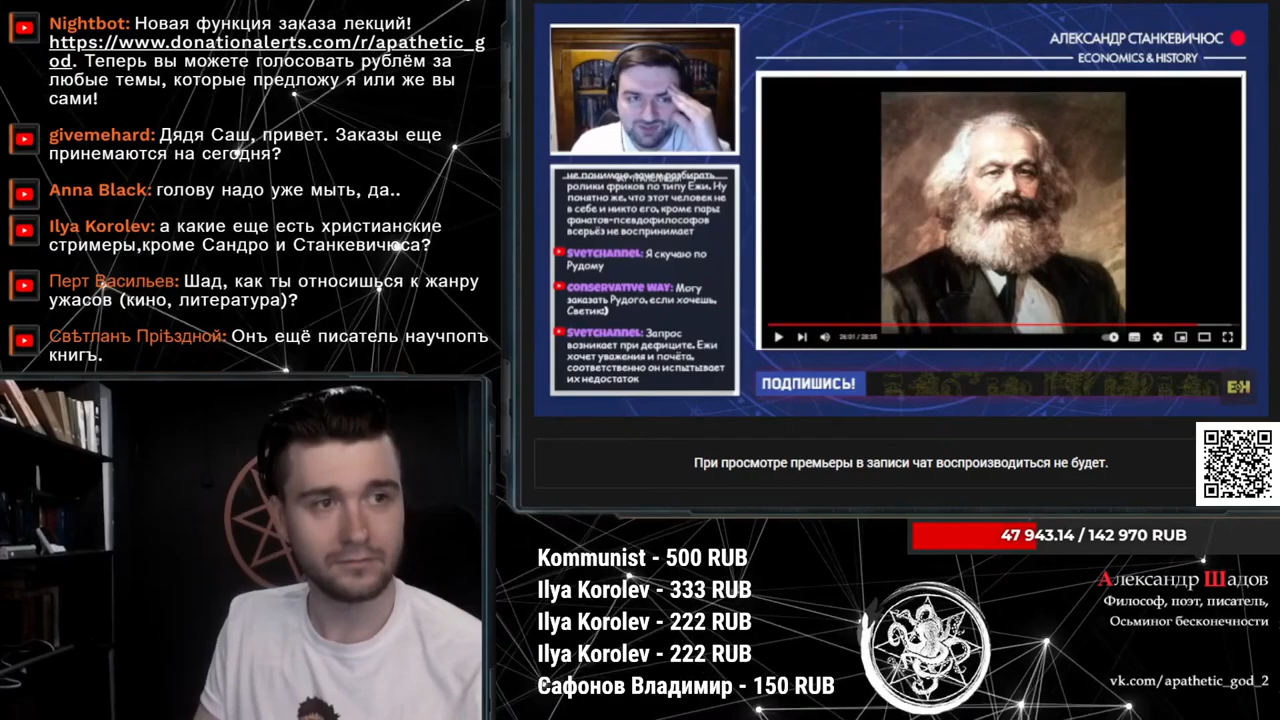 Nightbot: Новая функция заказа лекций!
https://www.donationalerts.com/r/apathetic_g
od. Теперь вы можете голосовать рублём за
любые темы, которые предложу я или же вы
сами!
givemehard: Дядя Саш, привет. Заказы еще
принемаются на сегодня?
Anna Black: голову надо уже мыть, да..
Ilya Korolev: а какие еще есть христианские
стримеры,кроме Сандро и Станкевичюса?
Перт Васильев: Шад, как ты относишься к жанру
ужасов (кино, литература)?
Свѣтланъ Пріѣздной: Онъ ещё писатель научпопъ
книгъ.
АЛЕКСАНДР СТАНКЕВИЧЮС
ECONOMICS & HISTORY
не понимаю, зачем разбирать
ролики фриков по типу Ежи. Ну
понятно же, что этот человек не
в себе и никто его, кроме пары
фанатов-псевдофилософов
всерьёз не воспринимает
SVETCHANNEL: Я скучаю по
Рудому
CONSERVATIVE WAY: Могу
заказать Рудого, если хочешь,
Светик:)
SVETCHANNEL: Запрос
возникает при дефиците. Ежи
хочет уважения и почёта,
соответственно он испытывает
их недостаток
26:01 / 28:55
ПОДПИШИСЬ!
E&H
При просмотре премьеры в записи чат воспроизводиться не будет.
47 943.14 / 142 970 RUB
Kommunist - 500 RUB
Ilya Korolev - 333 RUB
Ilya Korolev - 222 RUB
Ilya Korolev - 222 RUB
Сафонов Владимир - 150 RUB
Александр Шадов
Философ, поэт, писатель,
Осьминог бесконечности
vk.com/apathetic_god_2